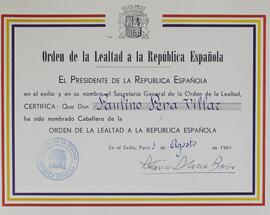 Orden de la Lealtad a la República Española
EL PRESIDENTE DE LA REPUBLICA ESPAÑOLA
en el exilio y en su nombre el Secretario General de la Orden de la Lealtad,
CERTIFICA: Que Don Paulino Pera Villar
ha sido nombrado Caballero de la
ORDEN DE LA LEALTAD A LA REPUBLICA ESPAÑOLA
En el Exilio, Paris 3 Agosto de 1961.